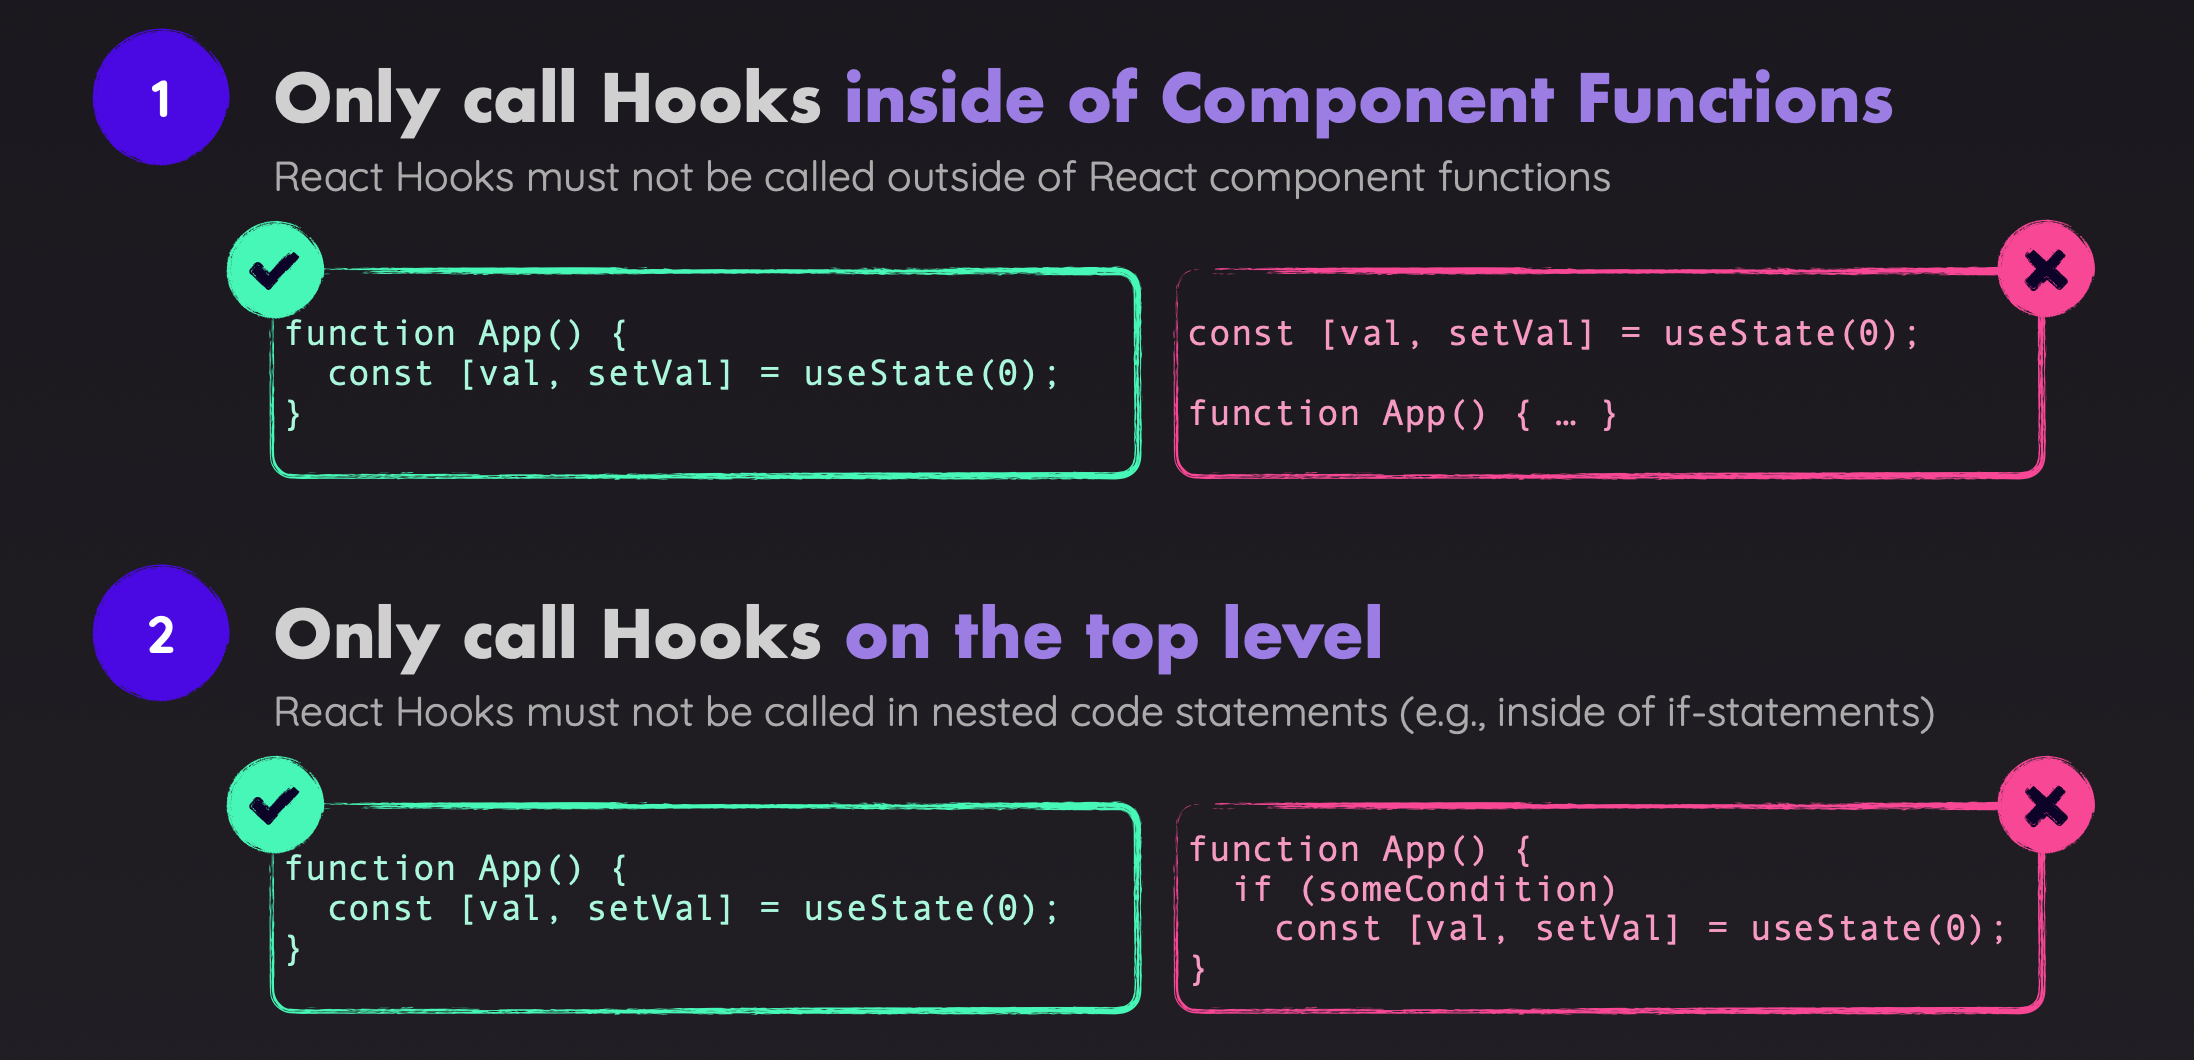 1
Only call Hooks inside of Component Functions
React Hooks must not be called outside of React component functions
function App() {
  const [val, setVal] = useState(0);
}
const [val, setVal] = useState(0);

function App() { … }
2
Only call Hooks on the top level
React Hooks must not be called in nested code statements (e.g., inside of if-statements)
function App() {
  const [val, setVal] = useState(0);
}
function App() {
  if (someCondition)
    const [val, setVal] = useState(0);
}